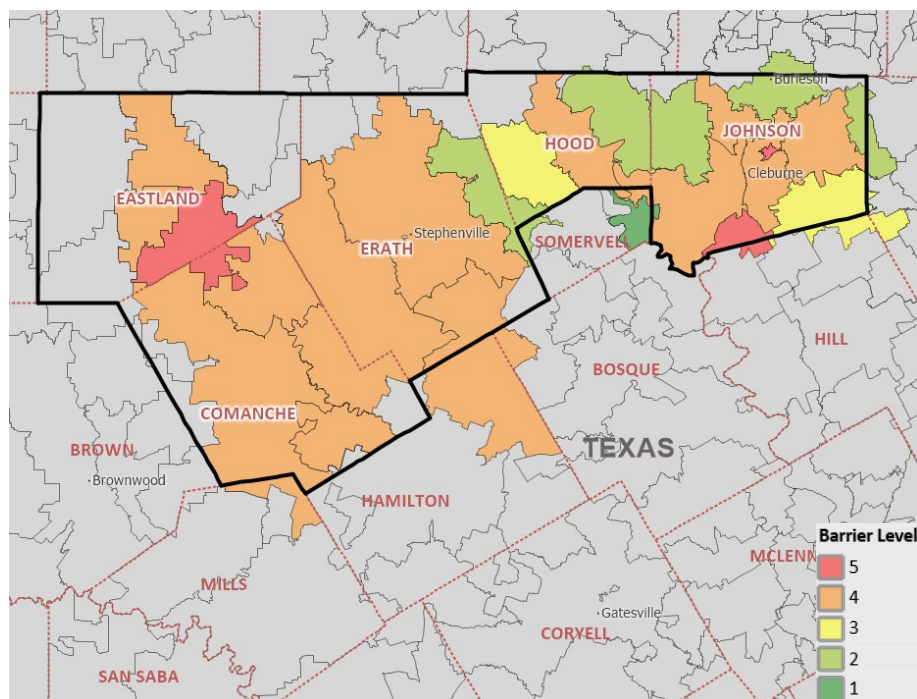 Burleson
JOHNSON
HOOD
Cleburne
EASTLAND
Stephenville
ERATH
SOMERVELL
HILL
BOSQUE
COMANCHE
TEXAS
BROWN
Brownwood
HAMILTON
Barrier Level
5
4
3
2
1
MCLENN
MILLS
Gatesville
CORYELL
SAN SABA